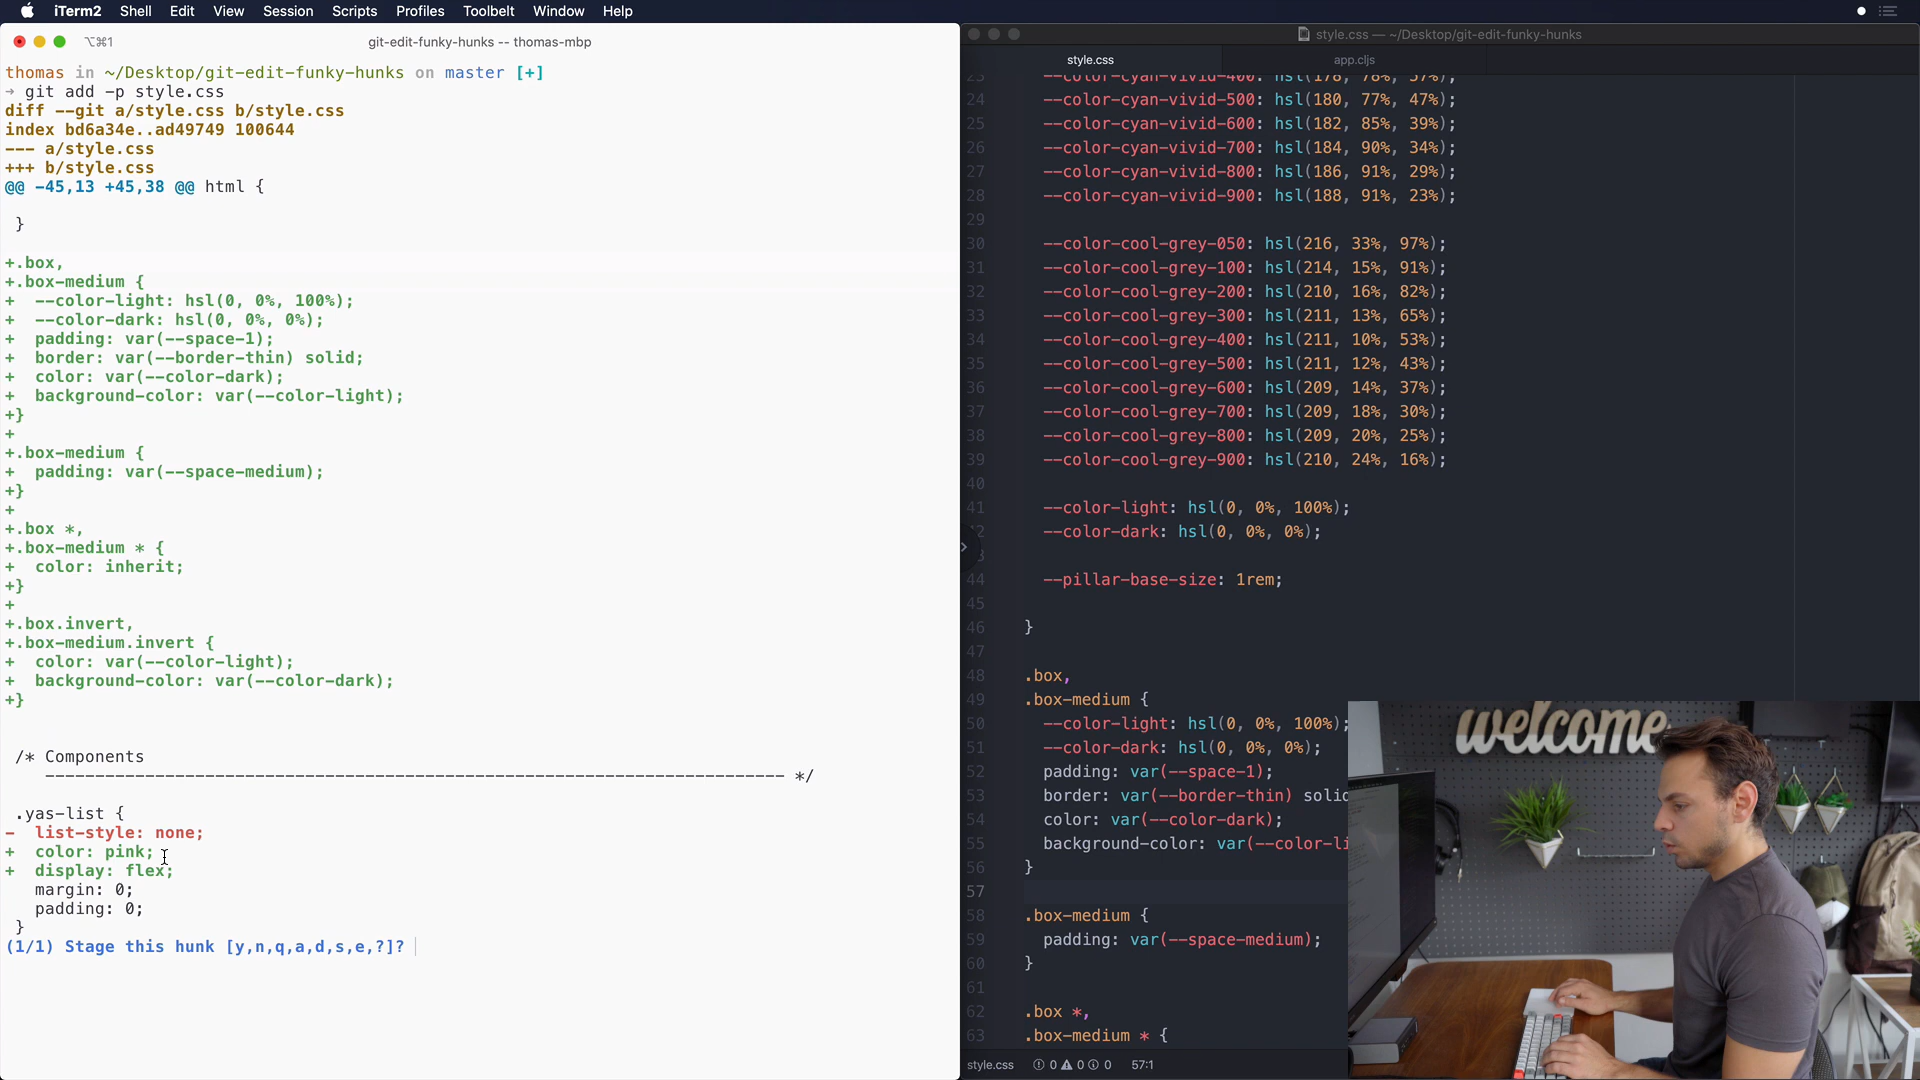 iTerm2 Shell Edit View Session Scripts Profiles Toolbelt Window Help
⌥⌘1
git-edit-funky-hunks -- thomas-mbp
thomas in ~/Desktop/git-edit-funky-hunks on master [+]
→ git add -p style.css
diff --git a/style.css b/style.css
index bd6a34e..ad49749 100644
--- a/style.css
+++ b/style.css
@@ -45,13 +45,38 @@ html {
}
+.box,
+.box-medium {
+  --color-light: hsl(0, 0%, 100%);
+  --color-dark: hsl(0, 0%, 0%);
+  padding: var(--space-1);
+  border: var(--border-thin) solid;
+  color: var(--color-dark);
+  background-color: var(--color-light);
+}
+
+.box-medium {
+  padding: var(--space-medium);
+}
+
+.box *,
+.box-medium * {
+  color: inherit;
+}
+
+.box.invert,
+.box-medium.invert {
+  color: var(--color-light);
+  background-color: var(--color-dark);
+}
/* Components
-------------------------------------------------------------------------- */
.yas-list {
-  list-style: none;
+  color: pink;
+  display: flex;
margin: 0;
padding: 0;
}
(1/1) Stage this hunk [y,n,q,a,d,s,e,?]?
style.css — ~/Desktop/git-edit-funky-hunks
style.css
app.cljs
23 --color-cyan-vivid-400: hsl(178, 78%, 57%);
24 --color-cyan-vivid-500: hsl(180, 77%, 47%);
25 --color-cyan-vivid-600: hsl(182, 85%, 39%);
26 --color-cyan-vivid-700: hsl(184, 90%, 34%);
27 --color-cyan-vivid-800: hsl(186, 91%, 29%);
28 --color-cyan-vivid-900: hsl(188, 91%, 23%);
29
30 --color-cool-grey-050: hsl(216, 33%, 97%);
31 --color-cool-grey-100: hsl(214, 15%, 91%);
32 --color-cool-grey-200: hsl(210, 16%, 82%);
33 --color-cool-grey-300: hsl(211, 13%, 65%);
34 --color-cool-grey-400: hsl(211, 10%, 53%);
35 --color-cool-grey-500: hsl(211, 12%, 43%);
36 --color-cool-grey-600: hsl(209, 14%, 37%);
37 --color-cool-grey-700: hsl(209, 18%, 30%);
38 --color-cool-grey-800: hsl(209, 20%, 25%);
39 --color-cool-grey-900: hsl(210, 24%, 16%);
40
41 --color-light: hsl(0, 0%, 100%);
2 --color-dark: hsl(0, 0%, 0%);
3
44 --pillar-base-size: 1rem;
45
46 }
47
48 .box,
49 .box-medium {
50 --color-light: hsl(0, 0%, 100%);
51 --color-dark: hsl(0, 0%, 0%);
52 padding: var(--space-1);
53 border: var(--border-thin) solid
54 color: var(--color-dark);
55 background-color: var(--color-li
56 }
57
58 .box-medium {
59 padding: var(--space-medium);
60 }
61
62 .box *,
63 .box-medium * {
style.css 0 0 0 57:1
welcome